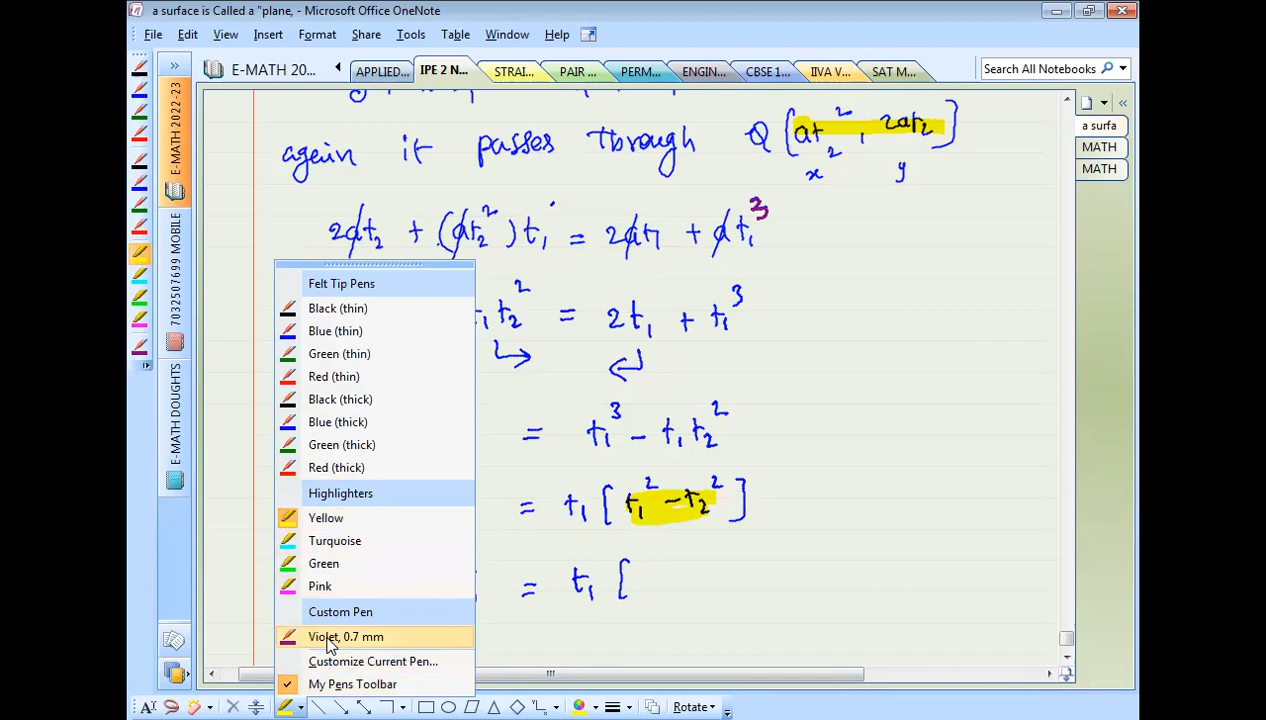 a surface is Called a "plane, - Microsoft Office OneNote
File Edit View Insert Format Share Tools Table Window Help
E-MATH 20... APPLIED... IPE 2 N... STRAI... PAIR ... PERM... ENGIN... CBSE 1... IIVA V... SAT M... Search All Notebooks
E-MATH 2022-23
7032507699 MOBILE
E-MATH DOUGHTS
a surfa
MATH
MATH
again it passes through Q [at₂², 2at₂]
x y
2at₂ + (at₂²)t₁ = 2at₁ + at₁³
t₁t₂² = 2t₁ + t₁³
= t₁³ - t₁t₂²
= t₁ [t₁² - t₂²]
= t₁ [
Felt Tip Pens
Black (thin)
Blue (thin)
Green (thin)
Red (thin)
Black (thick)
Blue (thick)
Green (thick)
Red (thick)
Highlighters
Yellow
Turquoise
Green
Pink
Custom Pen
Violet, 0.7 mm
Customize Current Pen...
My Pens Toolbar
Rotate